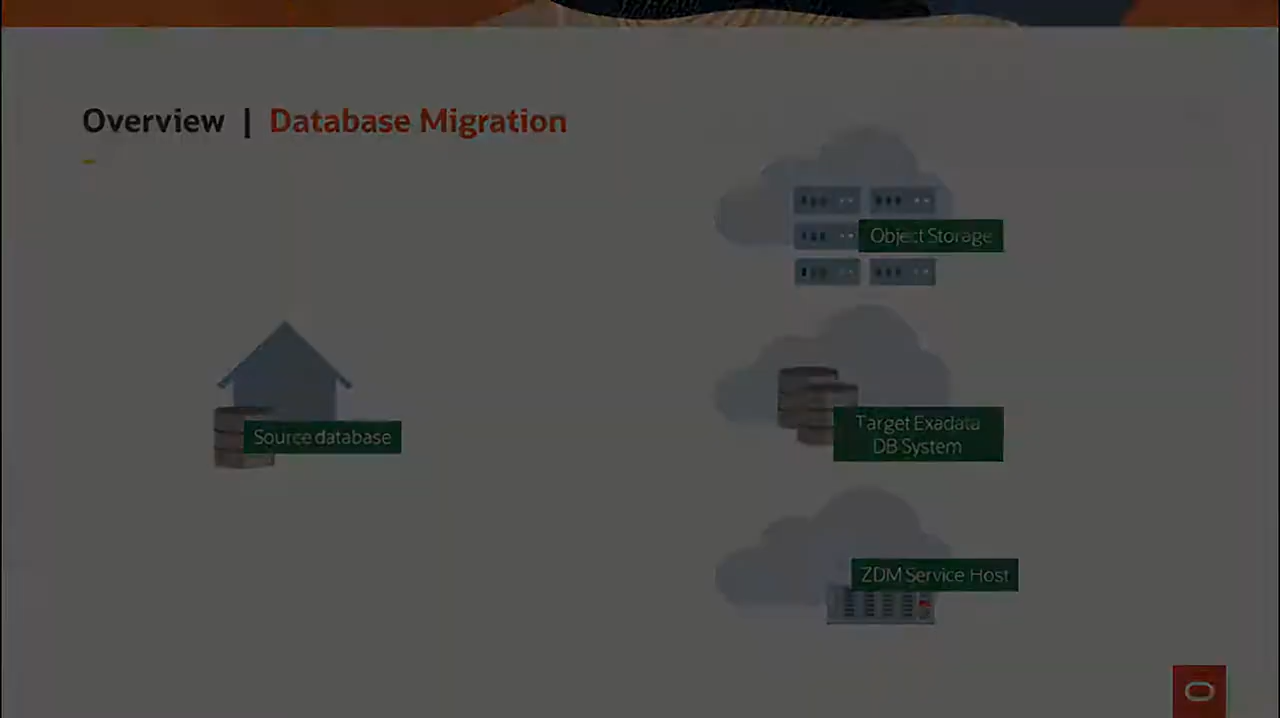 Overview | Database Migration
Object Storage
Source database
Target Exadata
DB System
ZDM Service Host